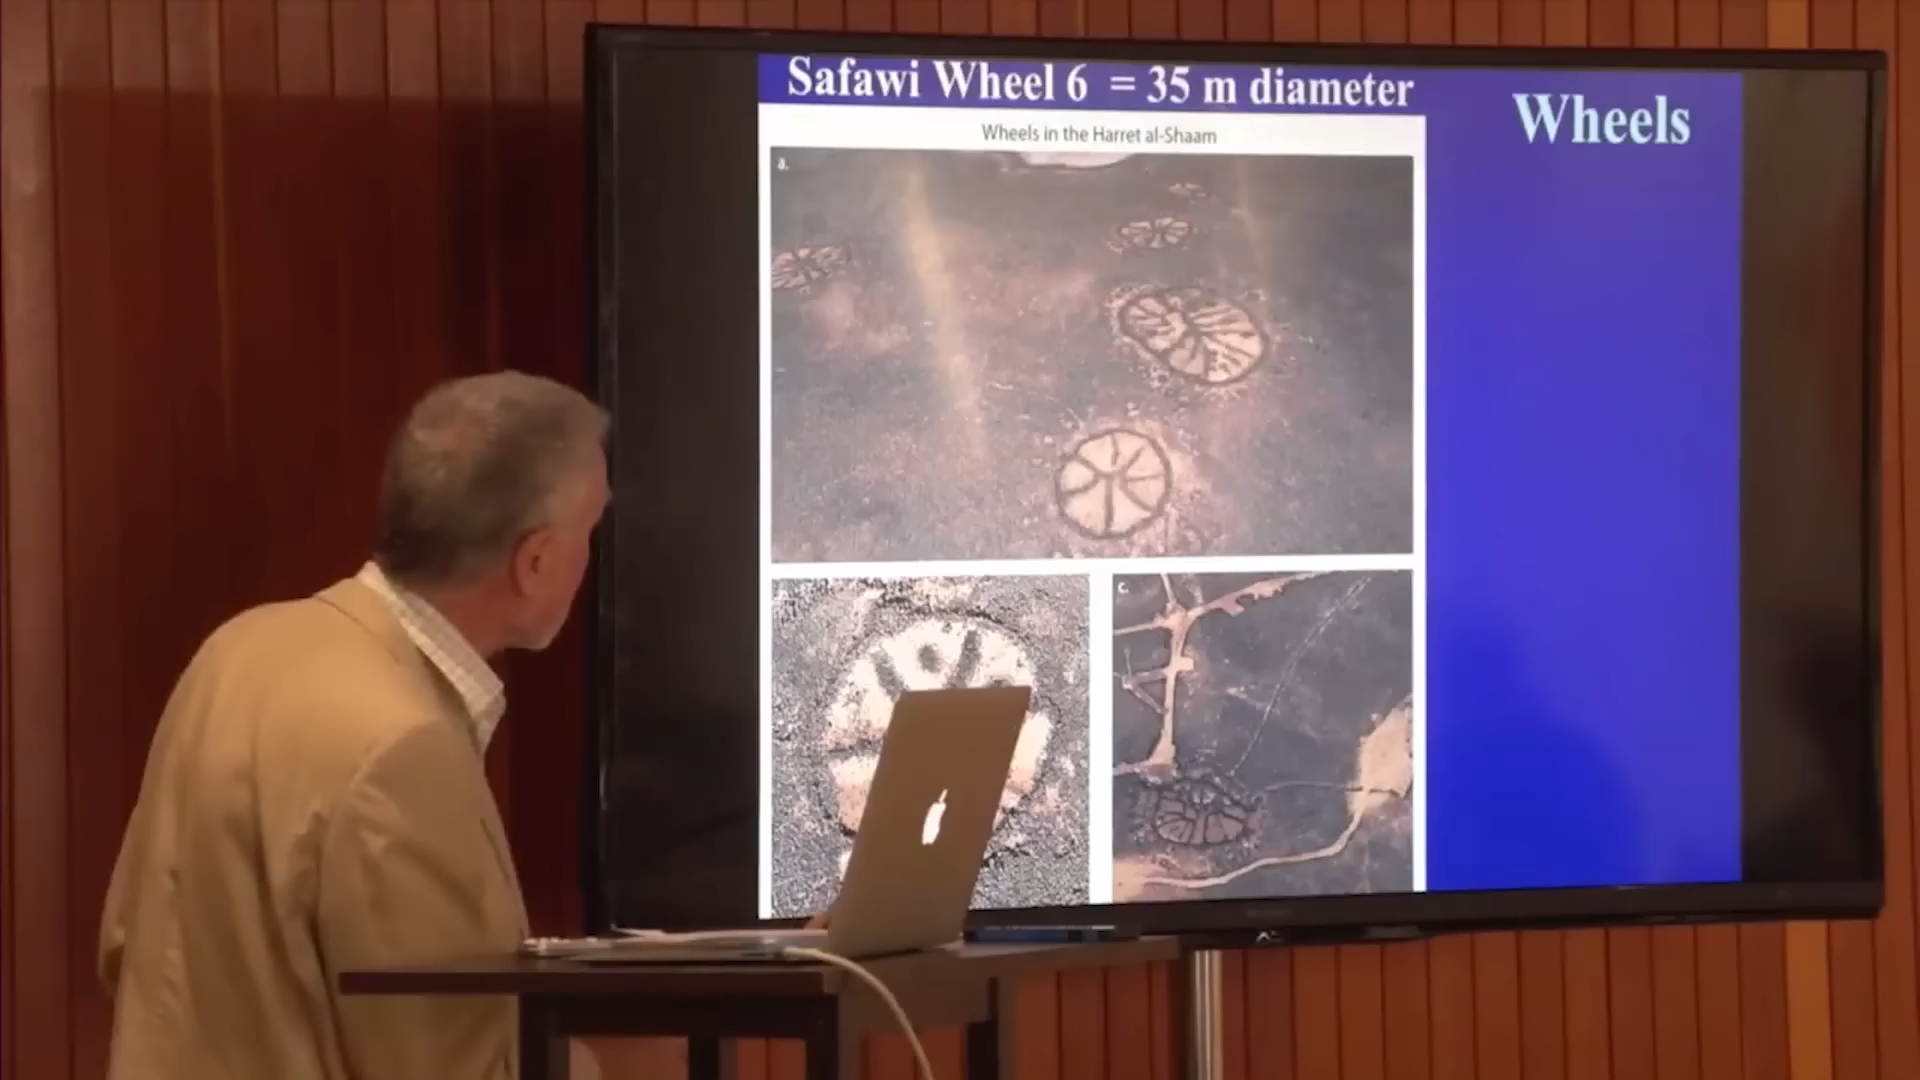 Safawi Wheel 6 = 35 m diameter
Wheels
Wheels in the Harret al-Shaam
a.
c.